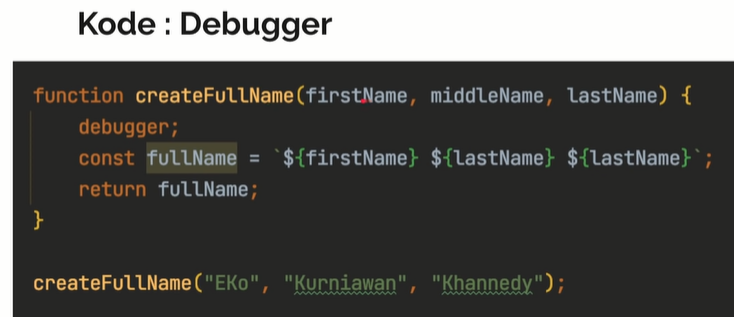 Kode : Debugger
function createFullName(firstName, middleName, lastName) {
    debugger;
    const fullName = `${firstName} ${lastName} ${lastName}`;
    return fullName;
}
createFullName("EKo", "Kurniawan", "Khannedy");